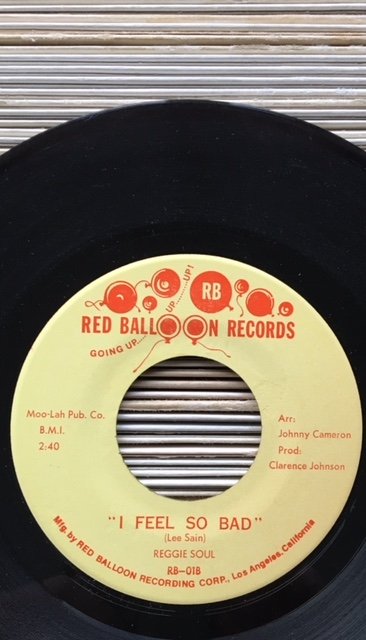 RB
RED BALLOON RECORDS
GOING UP.... UP...... UP!
Moo-Lah Pub. Co.
B.M.I.
2:40
Arr:
Johnny Cameron
Prod:
Clarence Johnson
"I FEEL SO BAD"
(Lee Sain)
REGGIE SOUL
RB-01B
Mfg. by RED BALLOON RECORDING CORP., Los Angeles, California